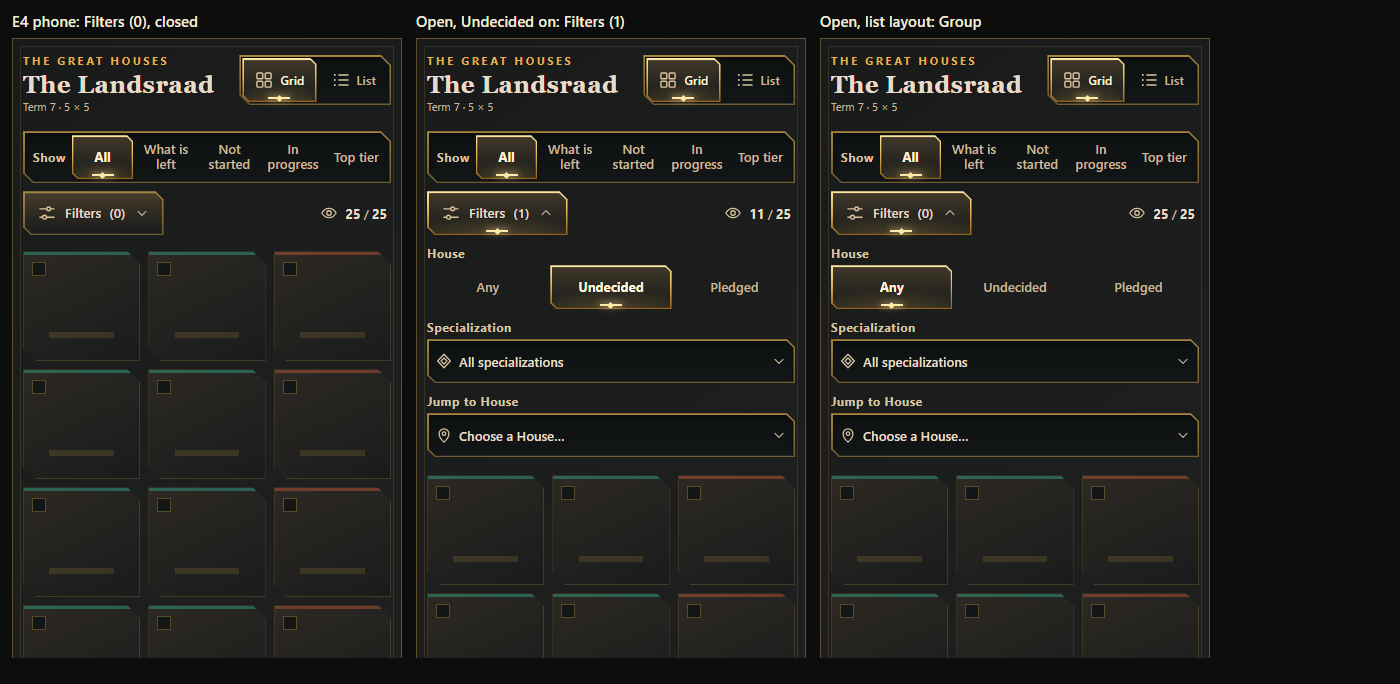 E4 phone: Filters (0), closed
THE GREAT HOUSES
The Landsraad
Term 7 · 5 × 5
Grid
List
Show
All
What is
left
Not
started
In
progress
Top tier
Filters (0)
25 / 25
Open, Undecided on: Filters (1)
THE GREAT HOUSES
The Landsraad
Term 7 · 5 × 5
Grid
List
Show
All
What is
left
Not
started
In
progress
Top tier
Filters (1)
11 / 25
House
Any
Undecided
Pledged
Specialization
All specializations
Jump to House
Choose a House...
Open, list layout: Group
THE GREAT HOUSES
The Landsraad
Term 7 · 5 × 5
Grid
List
Show
All
What is
left
Not
started
In
progress
Top tier
Filters (0)
25 / 25
House
Any
Undecided
Pledged
Specialization
All specializations
Jump to House
Choose a House...